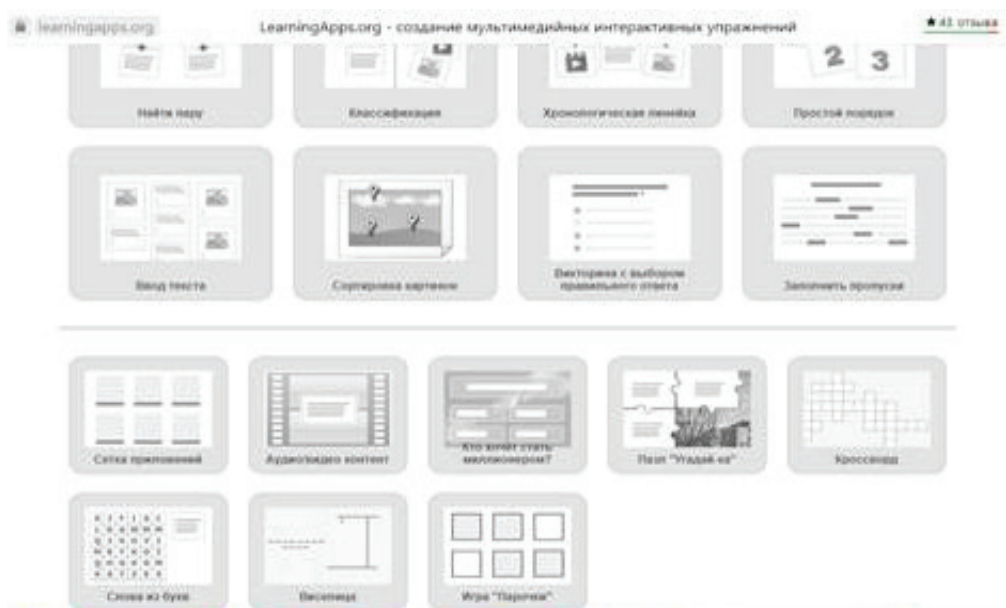 learningapps.org LearningApps.org - создание мультимедийных интерактивных упражнений ★ 41 отзыв
Найти пару Классификация Хронологическая линейка Простой порядок
2 3
Ввод текста Сортировка картинок Викторина с выбором правильного ответа Заполнить пропуски
? ? ?
Сетка приложений Аудио/видео контент Кто хочет стать миллионером? Пазл "Угадай-ка" Кроссворд
Слова из букв Виселица Игра "Парочки"